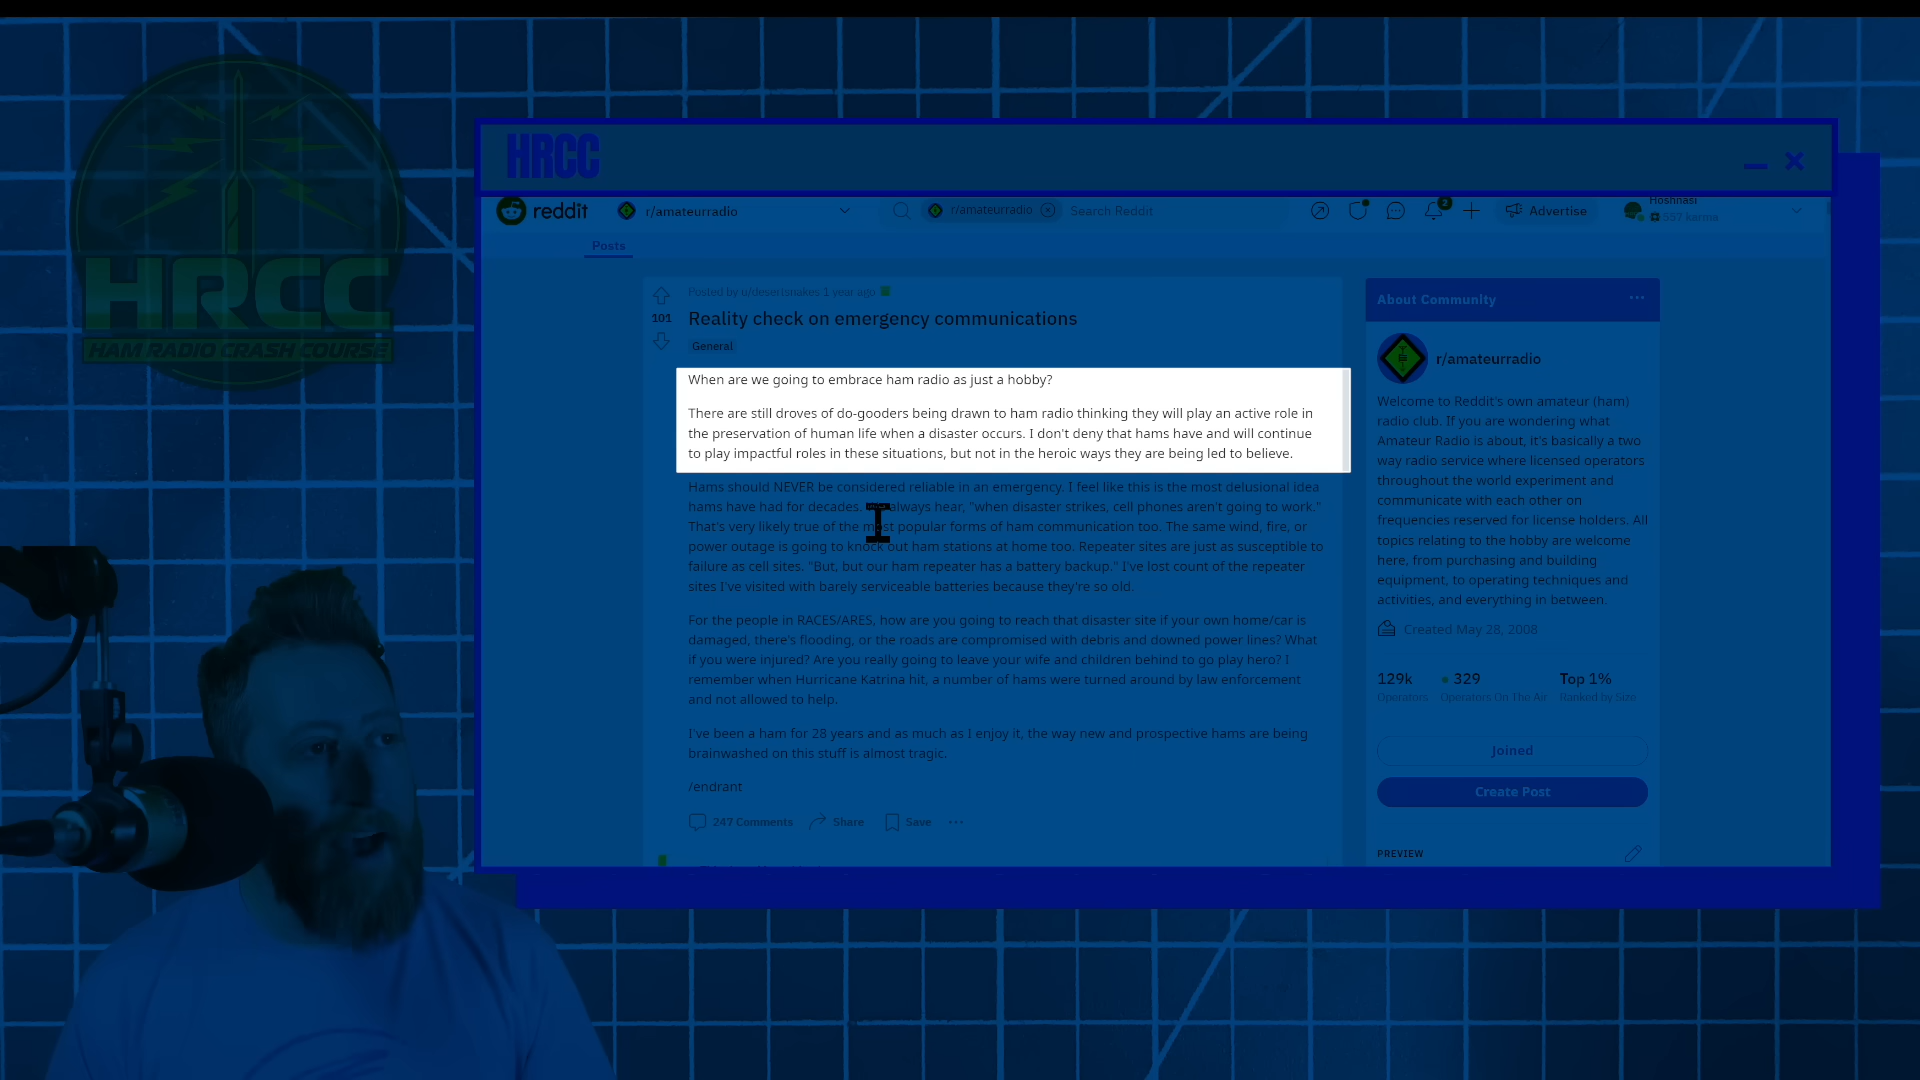 HRCC
HAM RADIO CRASH COURSE
HRCC
reddit
r/amateurradio
r/amateurradio
Search Reddit
2
Advertise
Hoshnasi
557 karma
Posts
Posted by u/desertsnakes 1 year ago
101
Reality check on emergency communications
General
When are we going to embrace ham radio as just a hobby?
There are still droves of do-gooders being drawn to ham radio thinking they will play an active role in
the preservation of human life when a disaster occurs. I don't deny that hams have and will continue
to play impactful roles in these situations, but not in the heroic ways they are being led to believe.
Hams should NEVER be considered reliable in an emergency. I feel like this is the most delusional idea
hams have had for decades. always hear, "when disaster strikes, cell phones aren't going to work."
That's very likely true of the most popular forms of ham communication too. The same wind, fire, or
power outage is going to knock out ham stations at home too. Repeater sites are just as susceptible to
failure as cell sites. "But, but our ham repeater has a battery backup." I've lost count of the repeater
sites I've visited with barely serviceable batteries because they're so old.
For the people in RACES/ARES, how are you going to reach that disaster site if your own home/car is
damaged, there's flooding, or the roads are compromised with debris and downed power lines? What
if you were injured? Are you really going to leave your wife and children behind to go play hero? I
remember when Hurricane Katrina hit, a number of hams were turned around by law enforcement
and not allowed to help.
I've been a ham for 28 years and as much as I enjoy it, the way new and prospective hams are being
brainwashed on this stuff is almost tragic.
/endrant
247 Comments
Share
Save
About Community
r/amateurradio
Welcome to Reddit's own amateur (ham)
radio club. If you are wondering what
Amateur Radio is about, it's basically a two
way radio service where licensed operators
throughout the world experiment and
communicate with each other on
frequencies reserved for license holders. All
topics relating to the hobby are welcome
here, from purchasing and building
equipment, to operating techniques and
activities, and everything in between.
Created May 28, 2008
129k
329
Top 1%
Operators
Operators On The Air
Ranked by Size
Joined
Create Post
PREVIEW